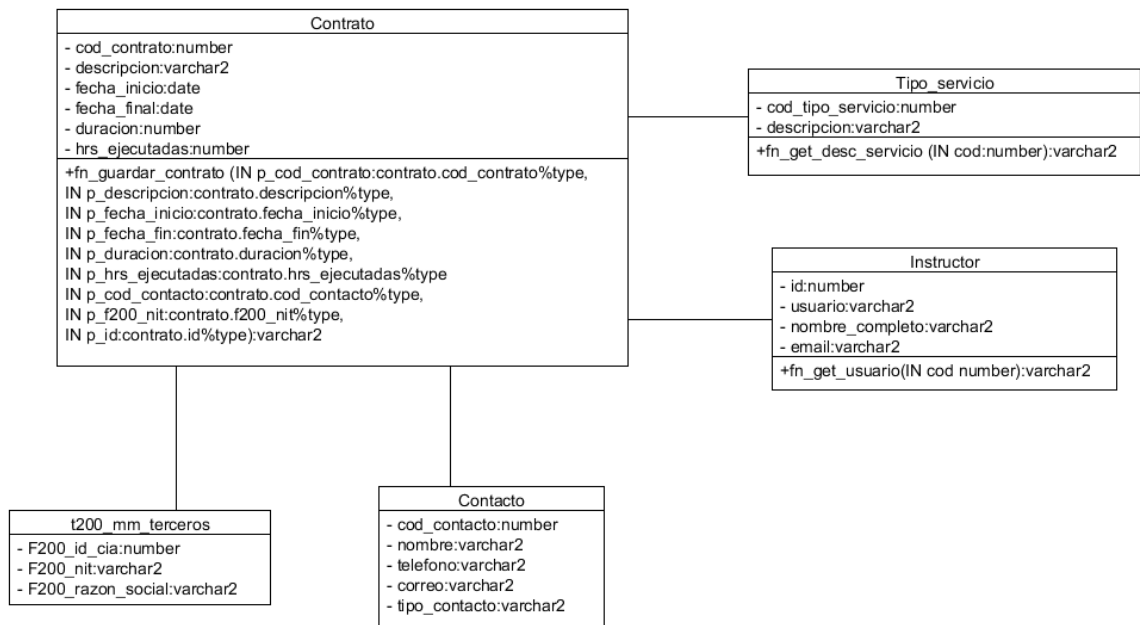 Contrato
- cod_contrato:number
- descripcion:varchar2
- fecha_inicio:date
- fecha_final:date
- duracion:number
- hrs_ejecutadas:number
+fn_guardar_contrato (IN p_cod_contrato:contrato.cod_contrato%type,
IN p_descripcion:contrato.descripcion%type,
IN p_fecha_inicio:contrato.fecha_inicio%type,
IN p_fecha_fin:contrato.fecha_fin%type,
IN p_duracion:contrato.duracion%type,
IN p_hrs_ejecutadas:contrato.hrs_ejecutadas%type
IN p_cod_contacto:contrato.cod_contacto%type,
IN p_f200_nit:contrato.f200_nit%type,
IN p_id:contrato.id%type):varchar2
Tipo_servicio
- cod_tipo_servicio:number
- descripcion:varchar2
+fn_get_desc_servicio (IN cod:number):varchar2
Instructor
- id:number
- usuario:varchar2
- nombre_completo:varchar2
- email:varchar2
+fn_get_usuario(IN cod number):varchar2
t200_mm_terceros
- F200_id_cia:number
- F200_nit:varchar2
- F200_razon_social:varchar2
Contacto
- cod_contacto:number
- nombre:varchar2
- telefono:varchar2
- correo:varchar2
- tipo_contacto:varchar2